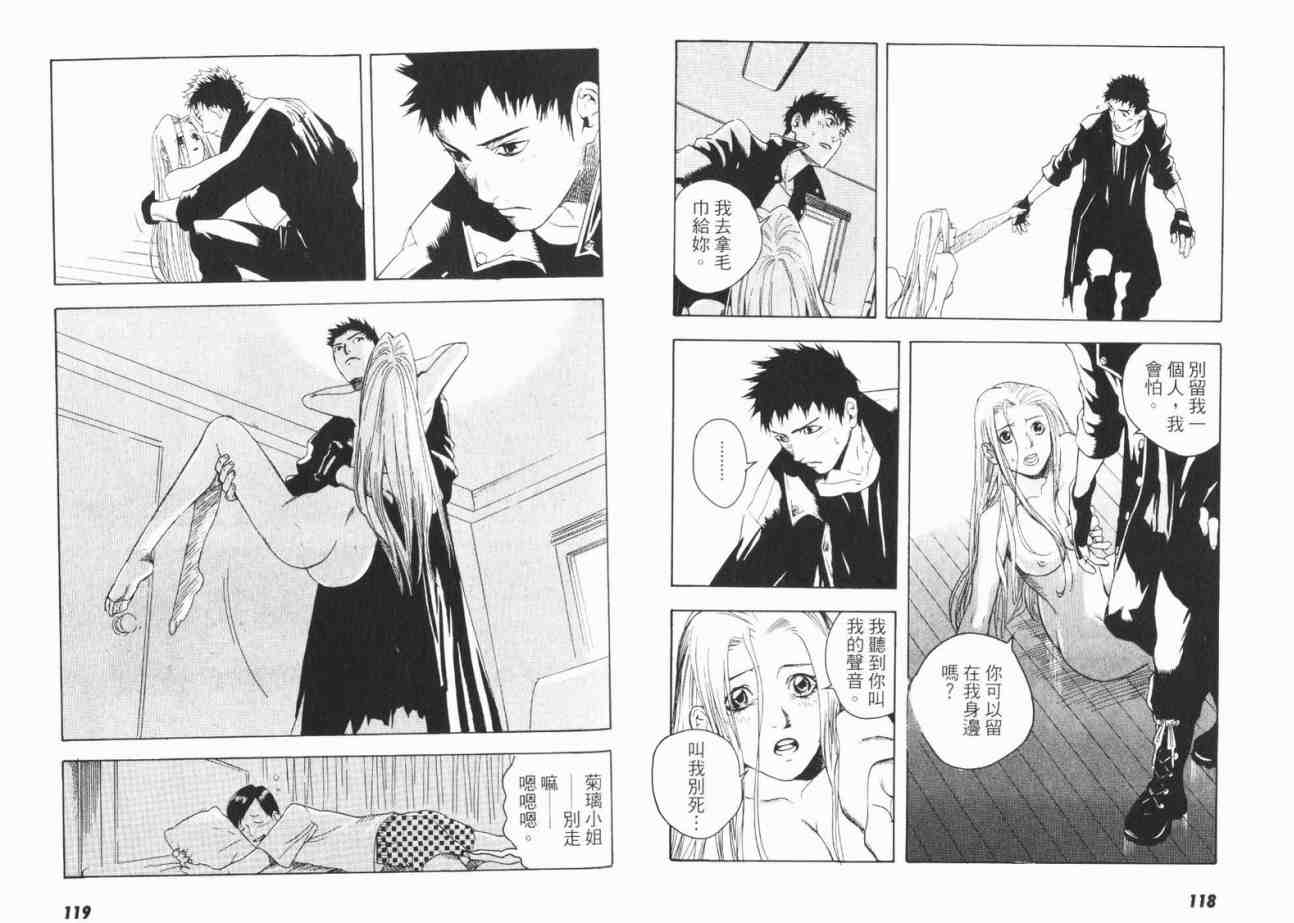 我去拿毛
巾給妳。
別留我一
個人，我
會怕。
你可以留
在我身邊
嗎？
………
我聽到你叫
我的聲音。
叫我別死…
118
菊璃小姐
——別走
嘛——
嗯嗯嗯。
119